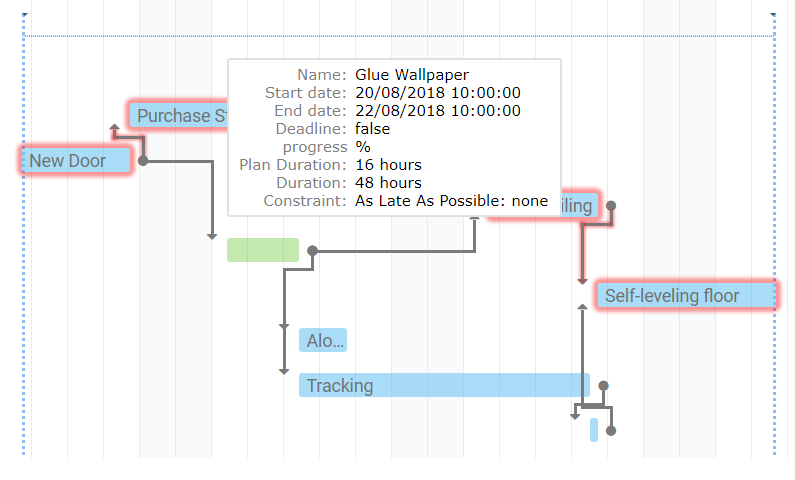 Name: Glue Wallpaper
Start date: 20/08/2018 10:00:00
End date: 22/08/2018 10:00:00
Deadline: false
progress %
Plan Duration: 16 hours
Duration: 48 hours
Constraint: As Late As Possible: none
Purchase
New Door
iling
Self-leveling floor
Alo...
Tracking